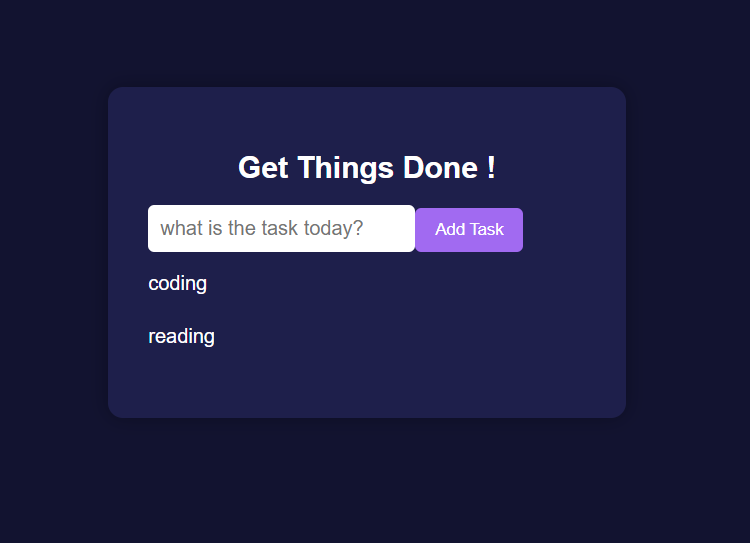 Get Things Done !
what is the task today? Add Task
coding
reading